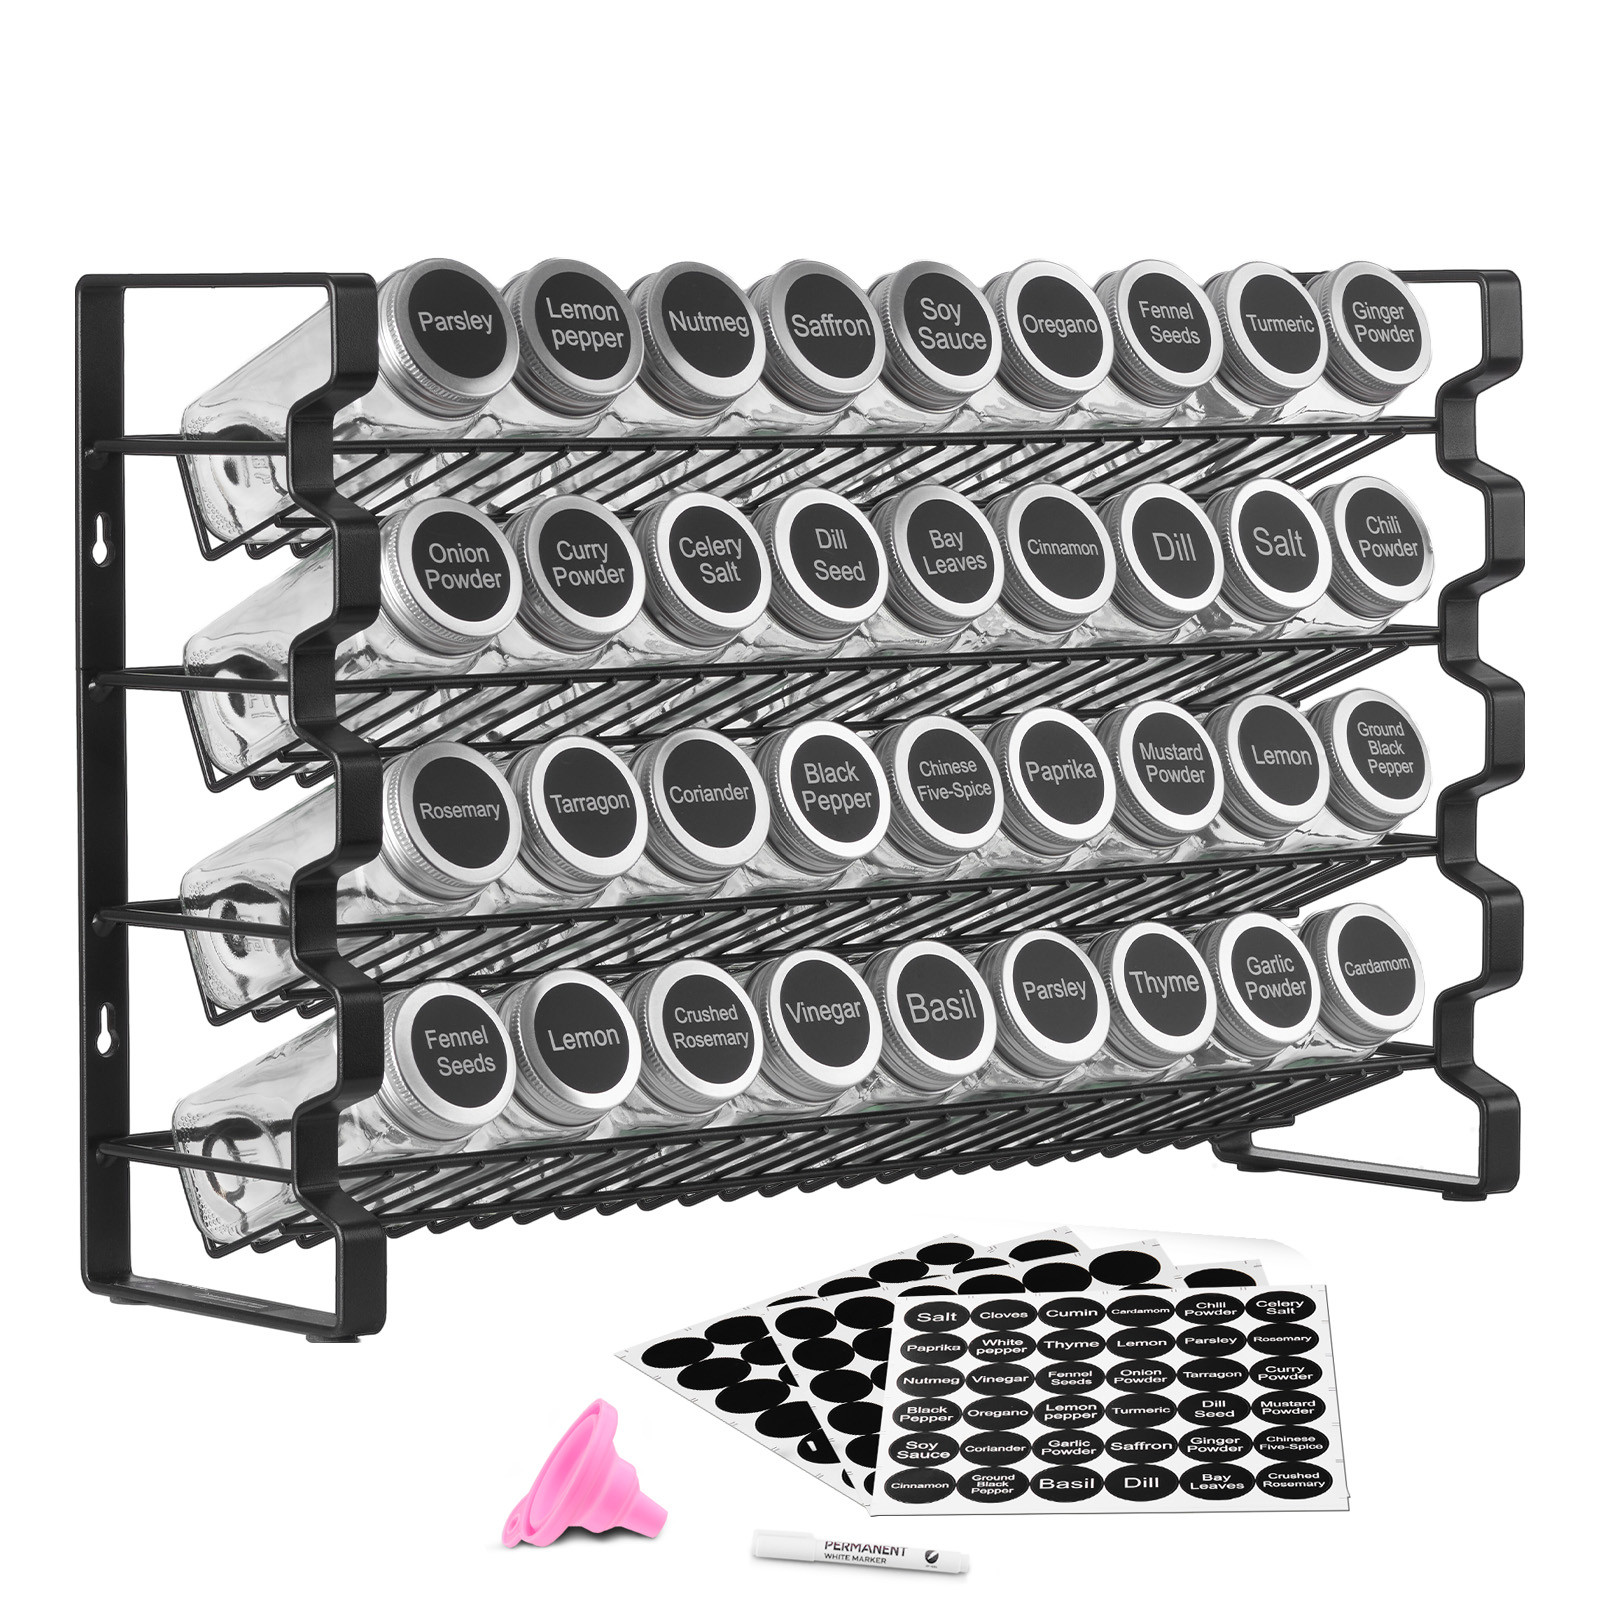 Parsley
Lemon
pepper
Nutmeg
Saffron
Soy
Sauce
Oregano
Fennel
Seeds
Turmeric
Ginger
Powder
Onion
Powder
Curry
Powder
Celery
Salt
Dill
Seed
Bay
Leaves
Cinnamon
Dill
Salt
Chili
Powder
Rosemary
Tarragon
Coriander
Black
Pepper
Chinese
Five-Spice
Paprika
Mustard
Powder
Lemon
Ground
Black
Pepper
Fennel
Seeds
Lemon
Crushed
Rosemary
Vinegar
Basil
Parsley
Thyme
Garlic
Powder
Cardamom
Salt
Cloves
Cumin
Cardamom
Chili
Powder
Celery
Salt
Paprika
White
pepper
Thyme
Lemon
Parsley
Rosemary
Nutmeg
Vinegar
Fennel
Seeds
Onion
Powder
Tarragon
Curry
Powder
Black
Pepper
Oregano
Lemon
pepper
Turmeric
Dill
Seed
Mustard
Powder
Soy
Sauce
Coriander
Garlic
Powder
Saffron
Ginger
Powder
Chinese
Five-Spice
Cinnamon
Ground
Black
Pepper
Basil
Dill
Bay
Leaves
Crushed
Rosemary
PERMANENT
WHITE MARKER